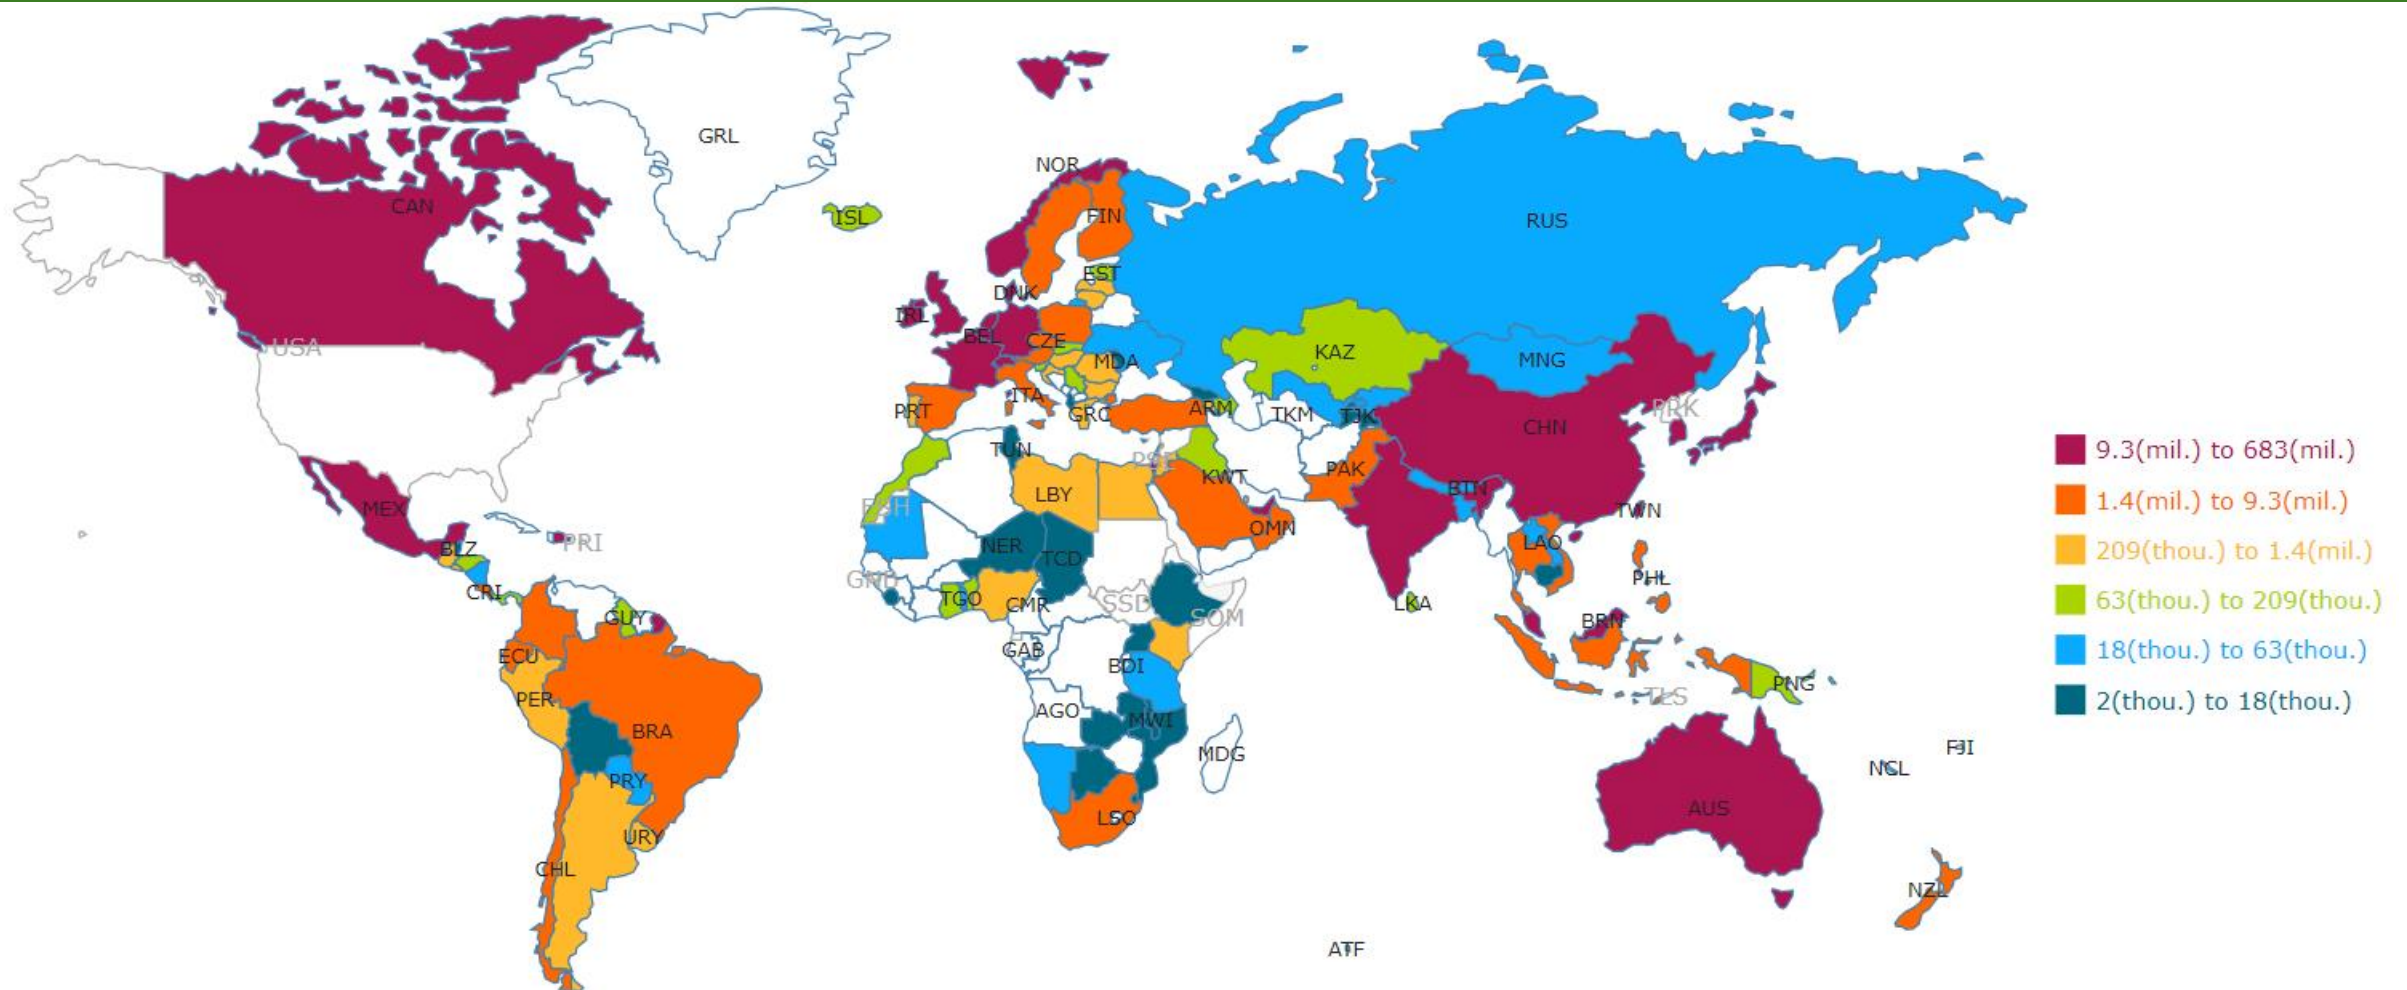 GRL
NOR
CAN
ISL
FIN
RUS
EST
DNK
IRL
BEL
CZE
USA
KAZ
MNG
MDA
ITA
PRT
GRC
ARM
TKM
TJK
PRK
CHN
TUN
PAK
KWT
BTN
LBY
MEX
ESH
TWN
OMN
PRI
BLZ
LAO
NER
TCD
GNB
PHL
CRI
TGO
CMR
SSD
SOM
LKA
GUY
BRN
GAB
ECU
BDI
PNG
TLS
PER
AGO
MWI
BRA
MDG
FJI
NCL
PRY
AUS
LSO
URY
CHL
NZL
ATF
9.3(mil.) to 683(mil.)
1.4(mil.) to 9.3(mil.)
209(thou.) to 1.4(mil.)
63(thou.) to 209(thou.)
18(thou.) to 63(thou.)
2(thou.) to 18(thou.)